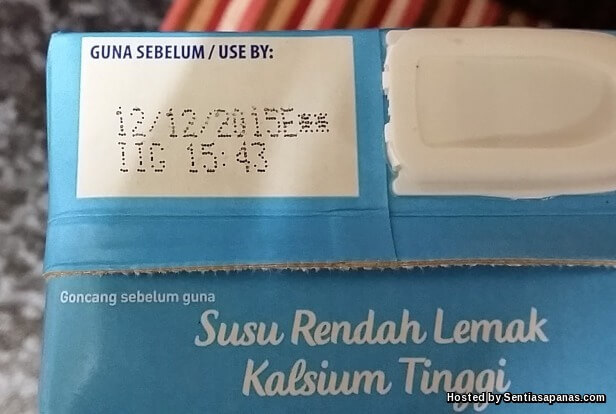 GUNA SEBELUM / USE BY:
12/12/2015E**
IIG 15:43
Goncang sebelum guna
Susu Rendah Lemak
Kalsium Tinggi
Hosted by Sentiasapanas.com